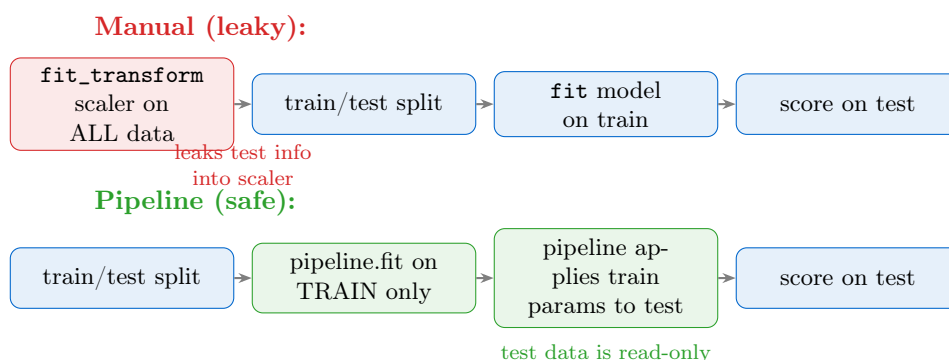 Manual (leaky):
fit_transform
scaler on
ALL data
train/test split
fit model
on train
score on test
leaks test info
into scaler
Pipeline (safe):
train/test split
pipeline.fit on
TRAIN only
pipeline ap-
plies train
params to test
score on test
test data is read-only